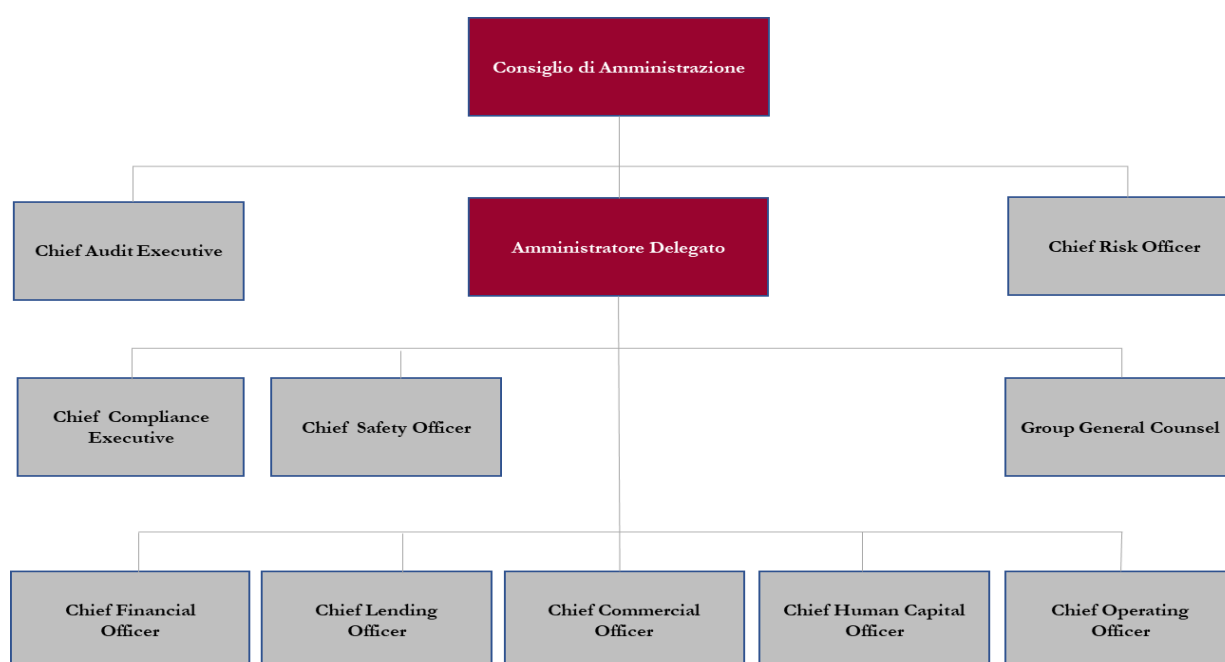 Consiglio di Amministrazione
Chief Audit Executive
Amministratore Delegato
Chief Risk Officer
Chief Compliance
Executive
Chief Safety Officer
Group General Counsel
Chief Financial
Officer
Chief Lending
Officer
Chief Commercial
Officer
Chief Human Capital
Officer
Chief Operating
Officer